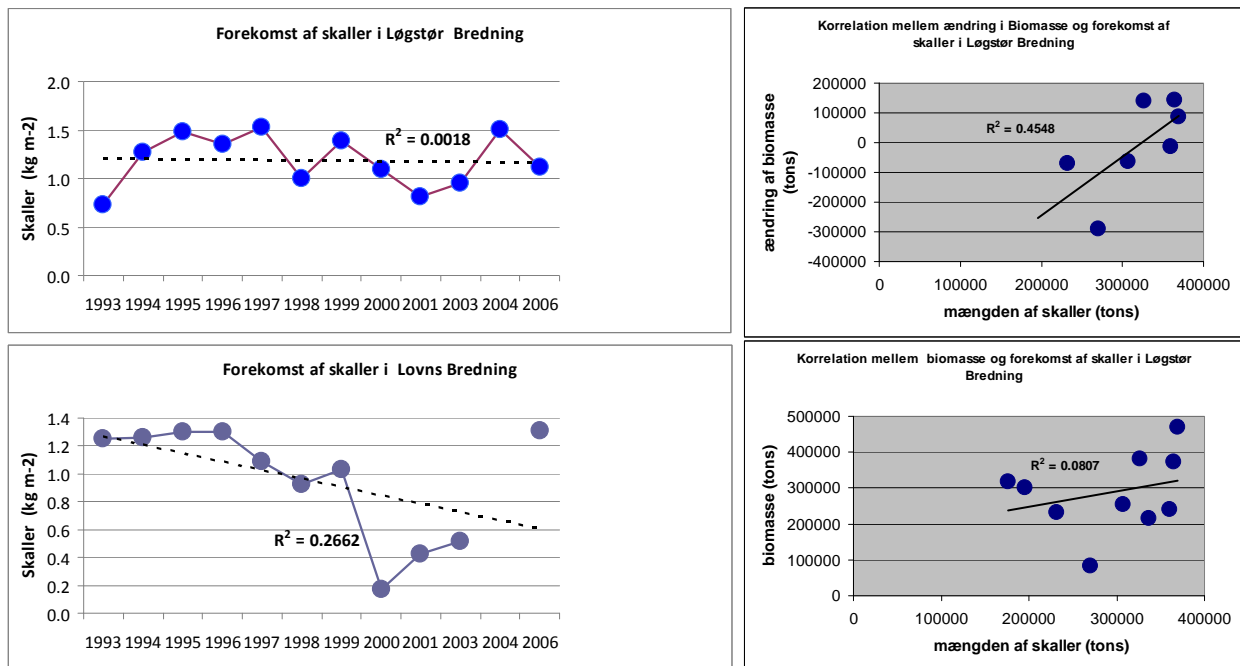 Forekomst af skaller i Løgstør Bredning
Skaller (kg m-2)
2.0
1.5
1.0
0.5
0.0
R² = 0.0018
1993 1994 1995 1996 1997 1998 1999 2000 2001 2003 2004 2006
Korrelation mellem ændring i Biomasse og forekomst af
skaller i Løgstør Bredning
ændring af biomasse
(tons)
200000
100000
0
-100000
-200000
-300000
-400000
R² = 0.4548
0 100000 200000 300000 400000
mængden af skaller (tons)
Forekomst af skaller i Lovns Bredning
Skaller (kg m-2)
1.4
1.2
1.0
0.8
0.6
0.4
0.2
0.0
R² = 0.2662
1993 1994 1995 1996 1997 1998 1999 2000 2001 2003 2004 2006
Korrelation mellem biomasse og forekomst af skaller i Løgstør
Bredning
biomasse (tons)
500000
400000
300000
200000
100000
0
R² = 0.0807
0 100000 200000 300000 400000
mængden af skaller (tons)